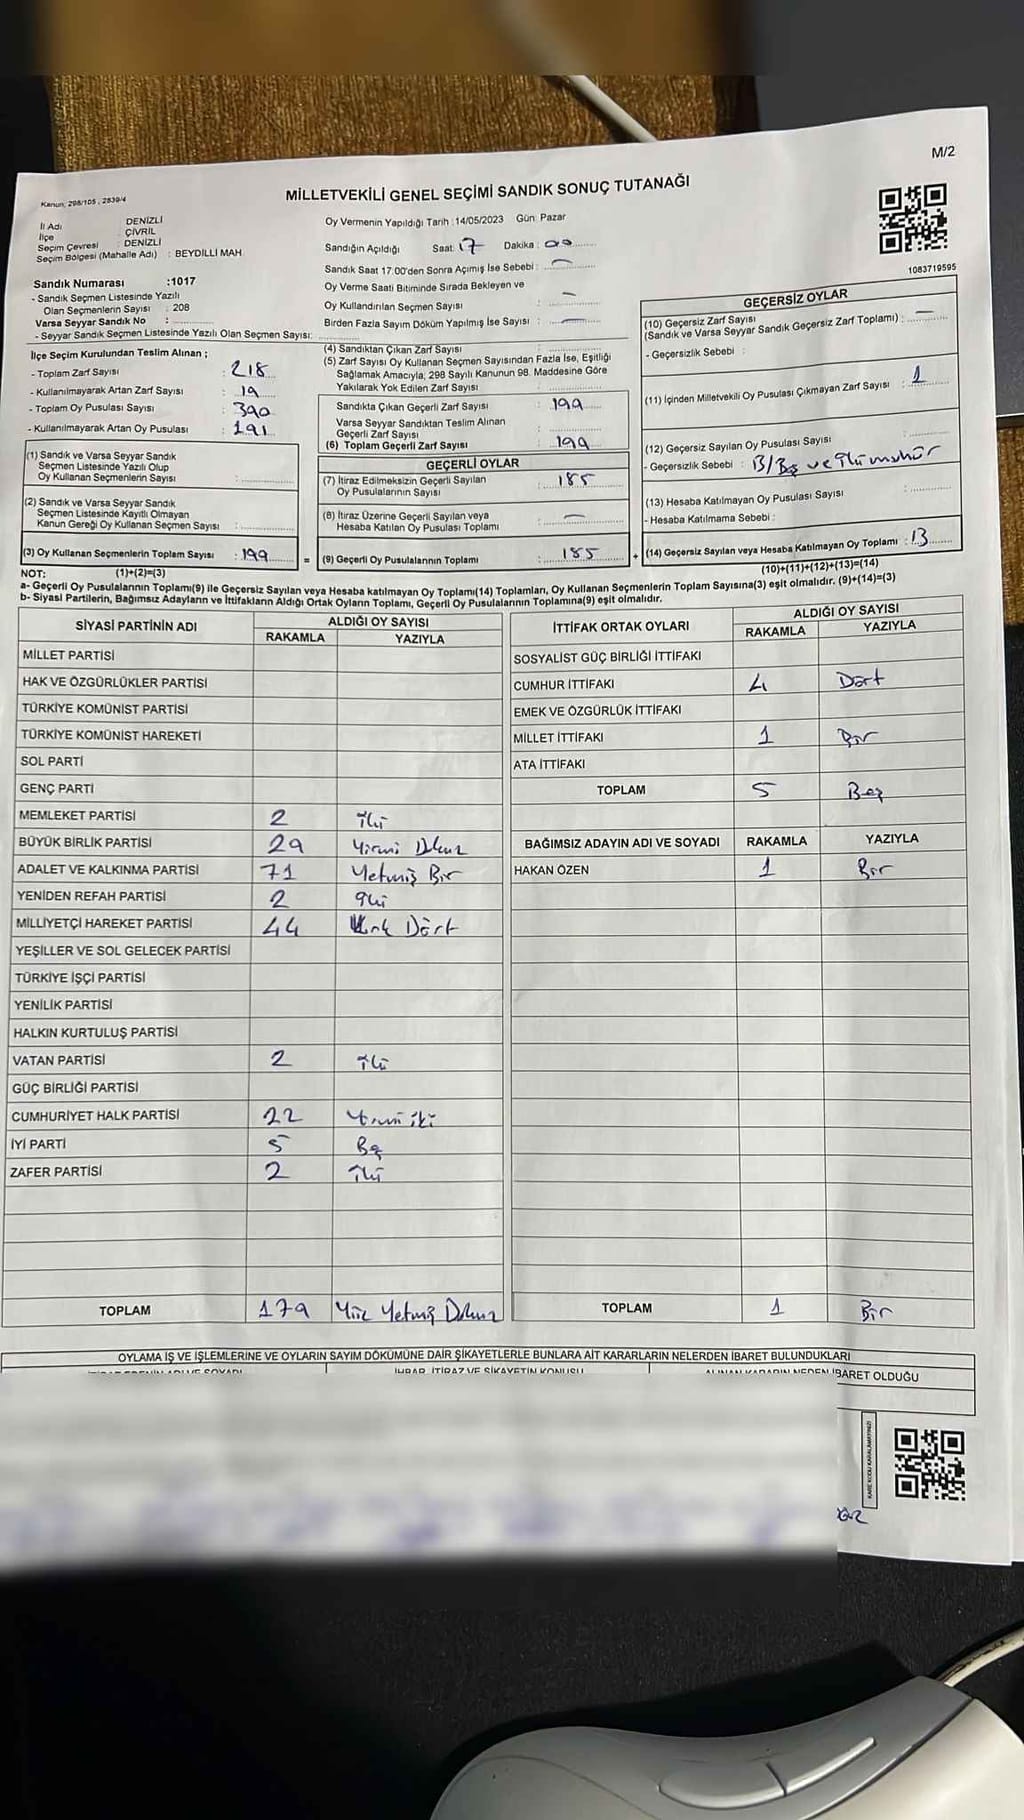 M/2
Kanun; 298/105 , 2839/4
MİLLETVEKİLİ GENEL SEÇİMİ SANDIK SONUÇ TUTANAĞI
İl Adı DENİZLİ
İlçe ÇİVRİL
Seçim Çevresi : DENİZLİ
Seçim Bölgesi (Mahalle Adı) : BEYDİLLİ MAH
Sandık Numarası :1017
- Sandık Seçmen Listesinde Yazılı
Olan Seçmenlerin Sayısı : 208
Varsa Seyyar Sandık No :
- Seyyar Sandık Seçmen Listesinde Yazılı Olan Seçmen Sayısı:
İlçe Seçim Kurulundan Teslim Alınan ;
- Toplam Zarf Sayısı : 218
- Kullanılmayarak Artan Zarf Sayısı : 19
- Toplam Oy Pusulası Sayısı : 390
- Kullanılmayarak Artan Oy Pusulası : 191
(1) Sandık ve Varsa Seyyar Sandık
Seçmen Listesinde Yazılı Olup
Oy Kullanan Seçmenlerin Sayısı :
(2) Sandık ve Varsa Seyyar Sandık
Seçmen Listesinde Kayıtlı Olmayan
Kanun Gereği Oy Kullanan Seçmen Sayısı :
(3) Oy Kullanan Seçmenlerin Toplam Sayısı : 199
Oy Vermenin Yapıldığı Tarih :14/05/2023 Gün: Pazar
Sandığın Açıldığı Saat: 17 Dakika : 00
Sandık Saat 17.00'den Sonra Açımış İse Sebebi : —
Oy Verme Saati Bitiminde Sırada Bekleyen ve
Oy Kullandırılan Seçmen Sayısı : —
Birden Fazla Sayım Döküm Yapılmış İse Sayısı : —
(4) Sandıktan Çıkan Zarf Sayısı :
(5) Zarf Sayısı Oy Kullanan Seçmen Sayısından Fazla İse, Eşitliği
Sağlamak Amacıyla, 298 Sayılı Kanunun 98. Maddesine Göre
Yakılarak Yok Edilen Zarf Sayısı :
Sandıkta Çıkan Geçerli Zarf Sayısı : 199
Varsa Seyyar Sandıktan Teslim Alınan
Geçerli Zarf Sayısı :
(6) Toplam Geçerli Zarf Sayısı : 199
GEÇERLİ OYLAR
(7) İtiraz Edilmeksizin Geçerli Sayılan
Oy Pusulalarının Sayısı : 185
(8) İtiraz Üzerine Geçerli Sayılan veya
Hesaba Katılan Oy Pusulası Toplamı : —
= (9) Geçerli Oy Pusulalarının Toplamı : 185 +
1083719595
GEÇERSİZ OYLAR
(10) Geçersiz Zarf Sayısı
(Sandık ve Varsa Seyyar Sandık Geçersiz Zarf Toplamı) : —
- Geçersizlik Sebebi :
(11) İçinden Milletvekili Oy Pusulası Çıkmayan Zarf Sayısı : 1
(12) Geçersiz Sayılan Oy Pusulası Sayısı :
- Geçersizlik Sebebi : 13/Boş ve İki mühür
(13) Hesaba Katılmayan Oy Pusulası Sayısı :
- Hesaba Katılmama Sebebi :
(14) Geçersiz Sayılan veya Hesaba Katılmayan Oy Toplamı : 13
NOT: (1)+(2)=(3)
(10)+(11)+(12)+(13)=(14)
a- Geçerli Oy Pusulalarının Toplamı(9) ile Geçersiz Sayılan veya Hesaba katılmayan Oy Toplamı(14) Toplamları, Oy Kullanan Seçmenlerin Toplam Sayısına(3) eşit olmalıdır. (9)+(14)=(3)
b- Siyasi Partilerin, Bağımsız Adayların ve İttifakların Aldığı Ortak Oyların Toplamı, Geçerli Oy Pusulalarının Toplamına(9) eşit olmalıdır.
SİYASİ PARTİNİN ADI ALDIĞI OY SAYISI
RAKAMLA YAZIYLA
MİLLET PARTİSİ
HAK VE ÖZGÜRLÜKLER PARTİSİ
TÜRKİYE KOMÜNİST PARTİSİ
TÜRKİYE KOMÜNİST HAREKETİ
SOL PARTİ
GENÇ PARTİ
MEMLEKET PARTİSİ 2 İki
BÜYÜK BİRLİK PARTİSİ 29 Yirmi Dokuz
ADALET VE KALKINMA PARTİSİ 71 Yetmiş Bir
YENİDEN REFAH PARTİSİ 2 iki
MİLLİYETÇİ HAREKET PARTİSİ 44 Kırk Dört
YEŞİLLER VE SOL GELECEK PARTİSİ
TÜRKİYE İŞÇİ PARTİSİ
YENİLİK PARTİSİ
HALKIN KURTULUŞ PARTİSİ
VATAN PARTİSİ 2 İki
GÜÇ BİRLİĞİ PARTİSİ
CUMHURİYET HALK PARTİSİ 22 Yirmi iki
İYİ PARTİ 5 Beş
ZAFER PARTİSİ 2 İki
TOPLAM 179 Yüz Yetmiş Dokuz
İTTİFAK ORTAK OYLARI ALDIĞI OY SAYISI
RAKAMLA YAZIYLA
SOSYALİST GÜÇ BİRLİĞİ İTTİFAKI
CUMHUR İTTİFAKI 4 Dört
EMEK VE ÖZGÜRLÜK İTTİFAKI
MİLLET İTTİFAKI 1 Bir
ATA İTTİFAKI
TOPLAM 5 Beş
BAĞIMSIZ ADAYIN ADI VE SOYADI RAKAMLA YAZIYLA
HAKAN ÖZEN 1 Bir
TOPLAM 1 Bir
OYLAMA İŞ VE İŞLEMLERİNE VE OYLARIN SAYIM DÖKÜMÜNE DAİR ŞİKAYETLERLE BUNLARA AİT KARARLARIN NELERDEN İBARET BULUNDUKLARI
İHBAR, İTİRAZ VE ŞİKAYETİN KONUSU
ALINAN KARARIN NEDEN İBARET OLDUĞU
KARE KODU KARALAMAYINIZ!